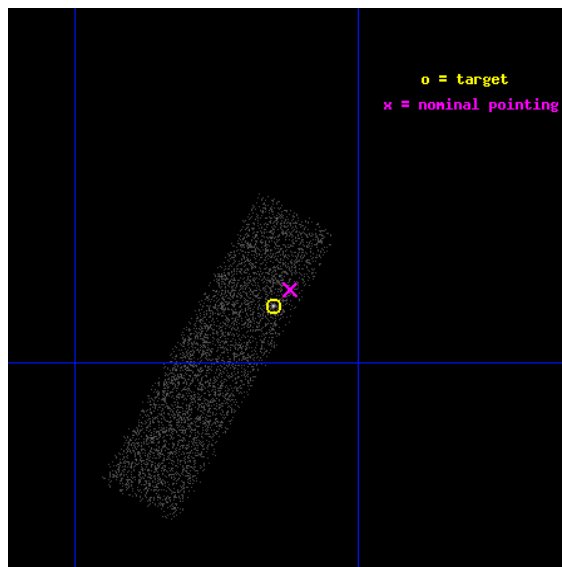 o = target
x = nominal pointing